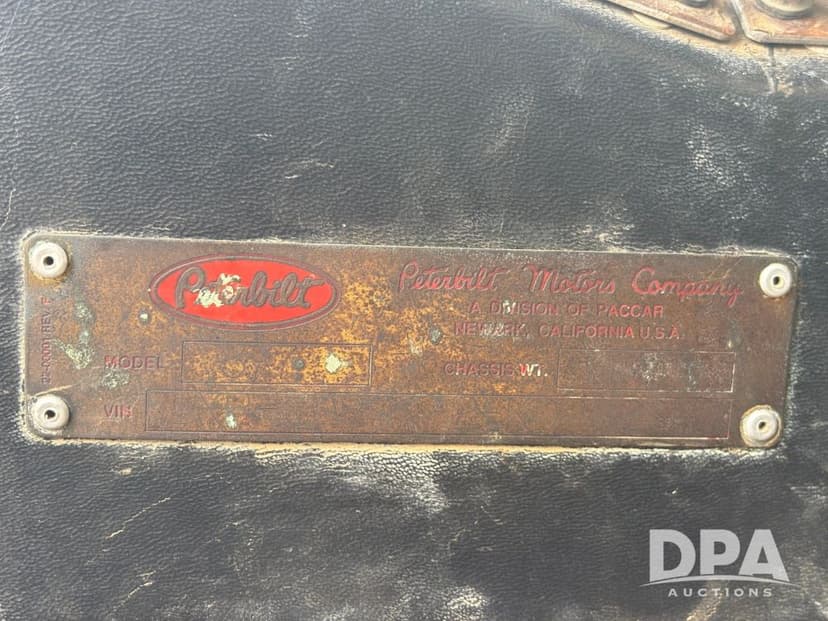 Peterbilt
Peterbilt Motors Company
A DIVISION OF PACCAR
NEWARK, CALIFORNIA U.S.A.
MODEL
CHASSIS WT.
VIN
DPA
AUCTIONS